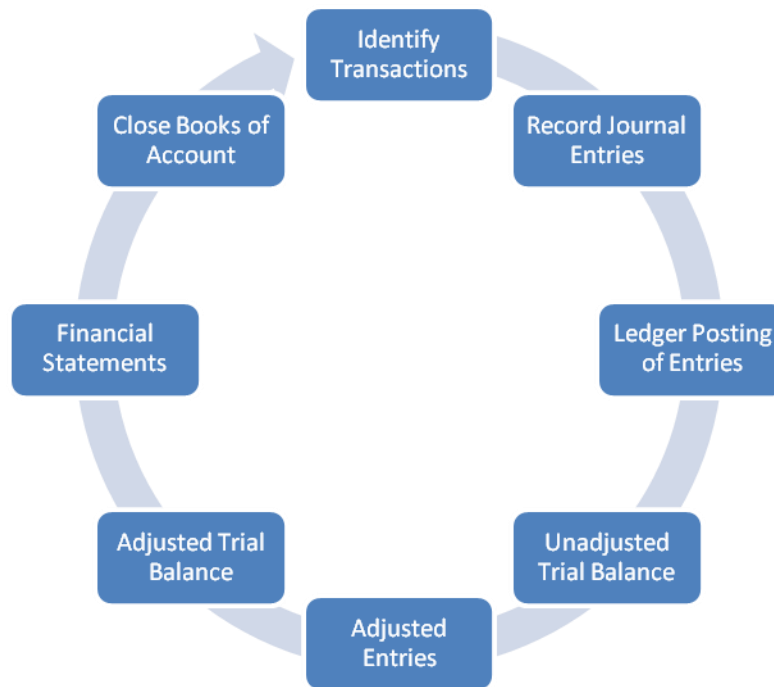 Identify
Transactions
Record Journal
Entries
Ledger Posting
of Entries
Unadjusted
Trial Balance
Adjusted
Entries
Adjusted Trial
Balance
Financial
Statements
Close Books of
Account